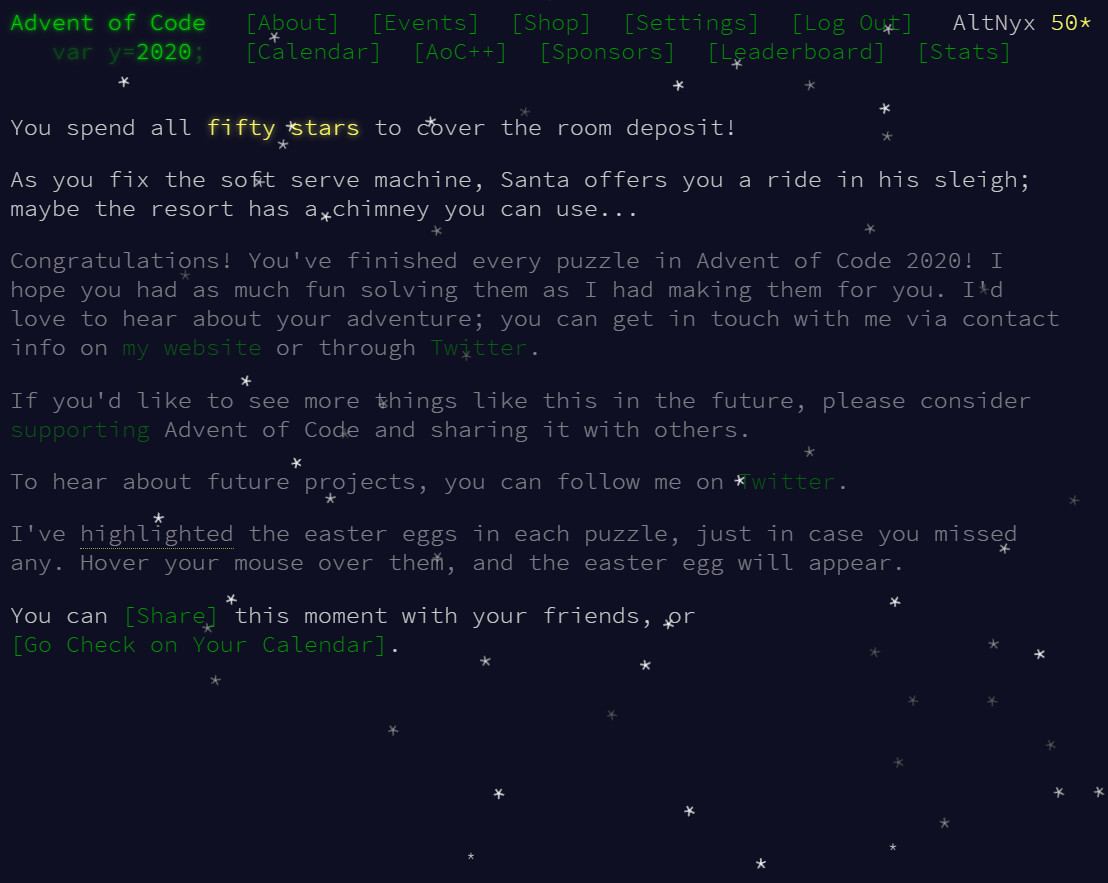 Advent of Code [About] [Events] [Shop] [Settings] [Log Out] AltNyx 50*
var y=2020; [Calendar] [AoC++] [Sponsors] [Leaderboard] [Stats]
You spend all fifty stars to cover the room deposit!
As you fix the soft serve machine, Santa offers you a ride in his sleigh;
maybe the resort has a chimney you can use...
Congratulations! You've finished every puzzle in Advent of Code 2020! I
hope you had as much fun solving them as I had making them for you. I'd
love to hear about your adventure; you can get in touch with me via contact
info on my website or through Twitter.
If you'd like to see more things like this in the future, please consider
supporting Advent of Code and sharing it with others.
To hear about future projects, you can follow me on Twitter.
I've highlighted the easter eggs in each puzzle, just in case you missed
any. Hover your mouse over them, and the easter egg will appear.
You can [Share] this moment with your friends, or
[Go Check on Your Calendar].